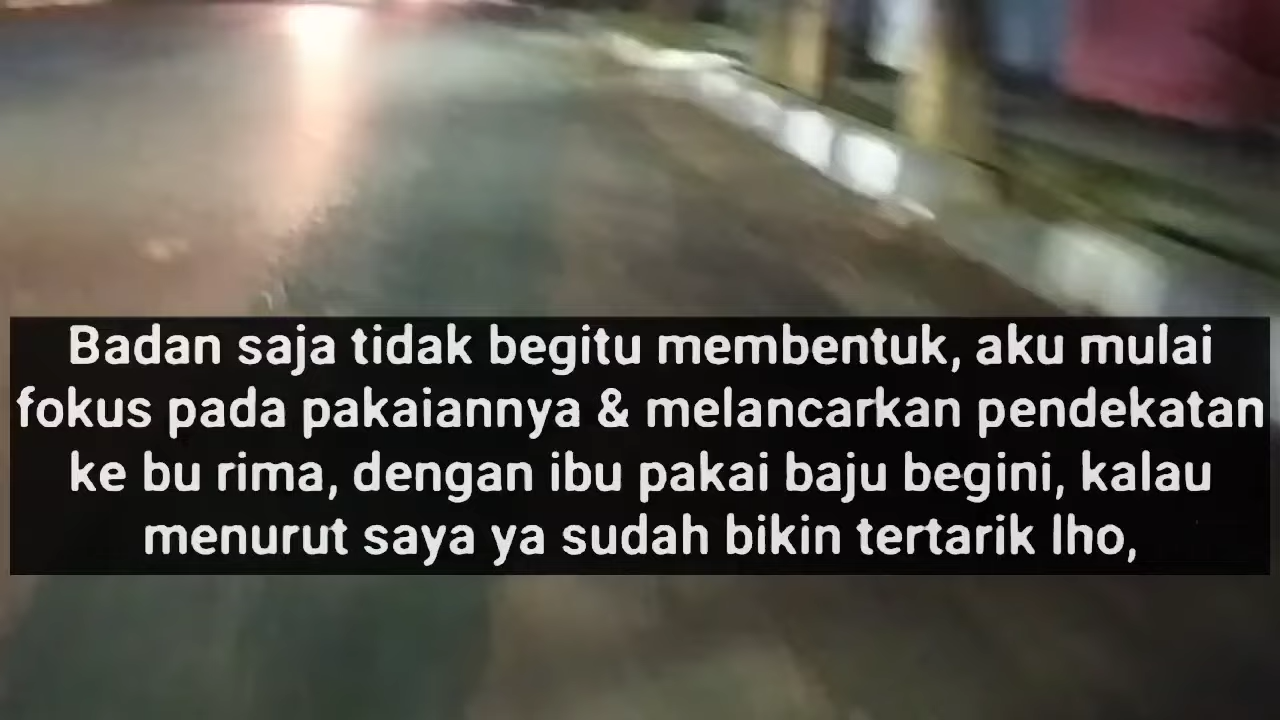 Badan saja tidak begitu membentuk, aku mulai
fokus pada pakaiannya & melancarkan pendekatan
ke bu rima, dengan ibu pakai baju begini, kalau
menurut saya ya sudah bikin tertarik lho,